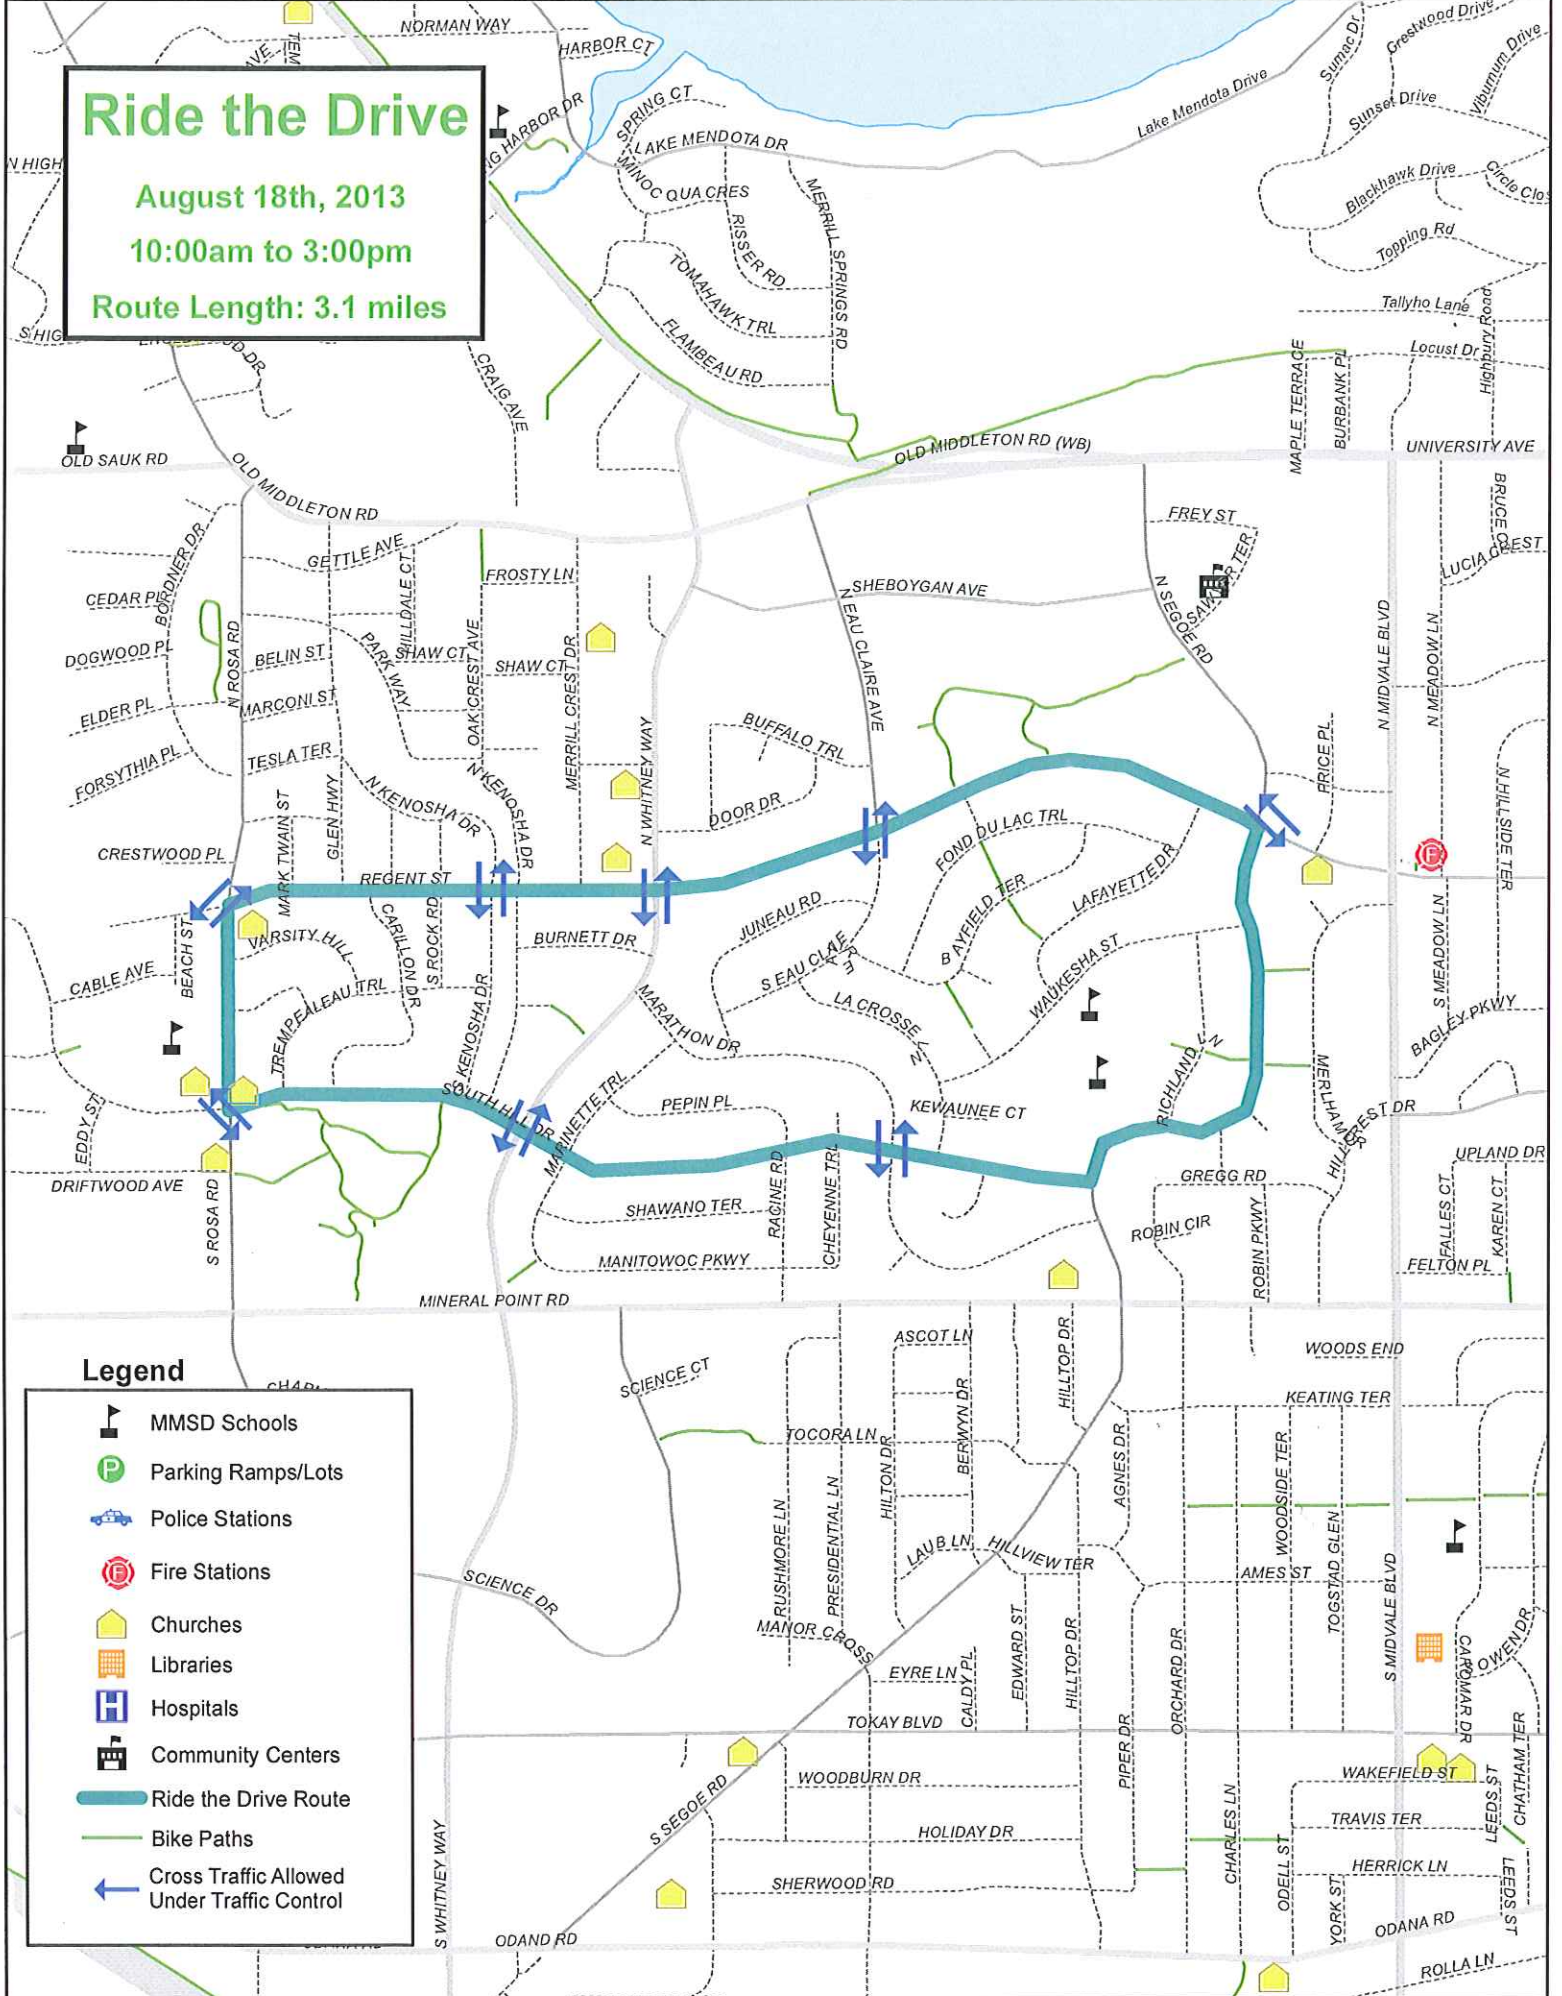 Ride the Drive
August 18th, 2013
10:00am to 3:00pm
Route Length: 3.1 miles
NORMAN WAY
HARBOR CT
AVE
TEM
N HIGH
S HIG
NG HARBOR DR
SPRING CT
LAKE MENDOTA DR
MINOC QUA CRES
RISSER RD
MERRILL SPRINGS RD
TOMAHAWK TRL
FLAMBEAU RD
Lake Mendota Drive
Sumac Dr
Crestwood Drive
Viburnum Drive
Sunset Drive
Blackhawk Drive
Circle Clos
Topping Rd
Tallyho Lane
Highbury Road
Locust Dr
MAPLE TERRACE
BURBANK PL
UNIVERSITY AVE
OLD MIDDLETON RD (WB)
CRAIG AVE
OD DR
OLD SAUK RD
OLD MIDDLETON RD
BORDNER DR
GETTLE AVE
HILLDALE CT
FROSTY LN
CEDAR PL
DOGWOOD PL
ELDER PL
FORSYTHIA PL
N ROSA RD
BELIN ST
MARCONI ST
TESLA TER
PARK WAY
SHAW CT
OAK CREST AVE
SHAW CT
MERRILL CREST DR
N WHITNEY WAY
SHEBOYGAN AVE
N EAU CLAIRE AVE
N SEGOE RD
FREY ST
SAWYER TER
N MIDVALE BLVD
N MEADOW LN
BRUCE C
LUCIA CREST
PRICE PL
N HILLSIDE TER
BUFFALO TRL
DOOR DR
N KENOSHA DR
N KENOSHA DR
GLEN HWY
MARK TWAIN ST
CRESTWOOD PL
REGENT ST
FOND DU LAC TRL
LAFAYETTE DR
BAYFIELD TER
JUNEAU RD
S EAU CLAIRE AVE
BURNETT DR
CARILLON DR
S ROCK RD
VARSITY HILL
BEACH ST
CABLE AVE
TREMPEALEAU TRL
S KENOSHA DR
MARATHON DR
LA CROSSE LN
WAUKESHA ST
S MEADOW LN
BAGLEY PKWY
RICHLAND LN
MERLHAM DR
HILLCREST DR
SOUTH HILL DR
MARINETTE TRL
PEPIN PL
KEWAUNEE CT
EDDY ST
DRIFTWOOD AVE
S ROSA RD
SHAWANO TER
RACINE RD
CHEYENNE TRL
MANITOWOC PKWY
GREGG RD
ROBIN CIR
ROBIN PKWY
UPLAND DR
FALLES CT
KAREN CT
FELTON PL
MINERAL POINT RD
SCIENCE CT
ASCOT LN
HILLTOP DR
WOODS END
KEATING TER
TOCORA LN
BERWYN DR
HILTON DR
AGNES DR
WOODSIDE TER
RUSHMORE LN
PRESIDENTIAL LN
LAUB LN
HILLVIEW TER
AMES ST
TOGSTAD GLEN
S MIDVALE BLVD
SCIENCE DR
MANOR CROSS
EYRE LN
CALDY PL
EDWARD ST
HILLTOP DR
ORCHARD DR
CAROMAR DR
S OWEN DR
TOKAY BLVD
PIPER DR
CHATHAM TER
WOODBURN DR
WAKEFIELD ST
S SEGOE RD
TRAVIS TER
LEEDS ST
HOLIDAY DR
CHARLES LN
HERRICK LN
SHERWOOD RD
ODELL ST
YORK ST
LEEDS ST
S WHITNEY WAY
ODAND RD
ODANA RD
ROLLA LN
Legend
MMSD Schools
P Parking Ramps/Lots
Police Stations
F Fire Stations
Churches
Libraries
H Hospitals
Community Centers
Ride the Drive Route
Bike Paths
Cross Traffic Allowed
Under Traffic Control